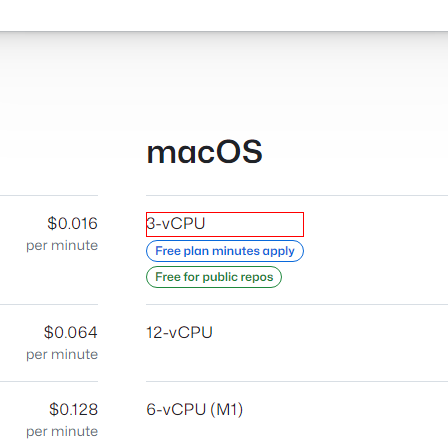 macOS
$0.016
per minute
3-vCPU
Free plan minutes apply
Free for public repos
$0.064
per minute
12-vCPU
$0.128
per minute
6-vCPU (M1)